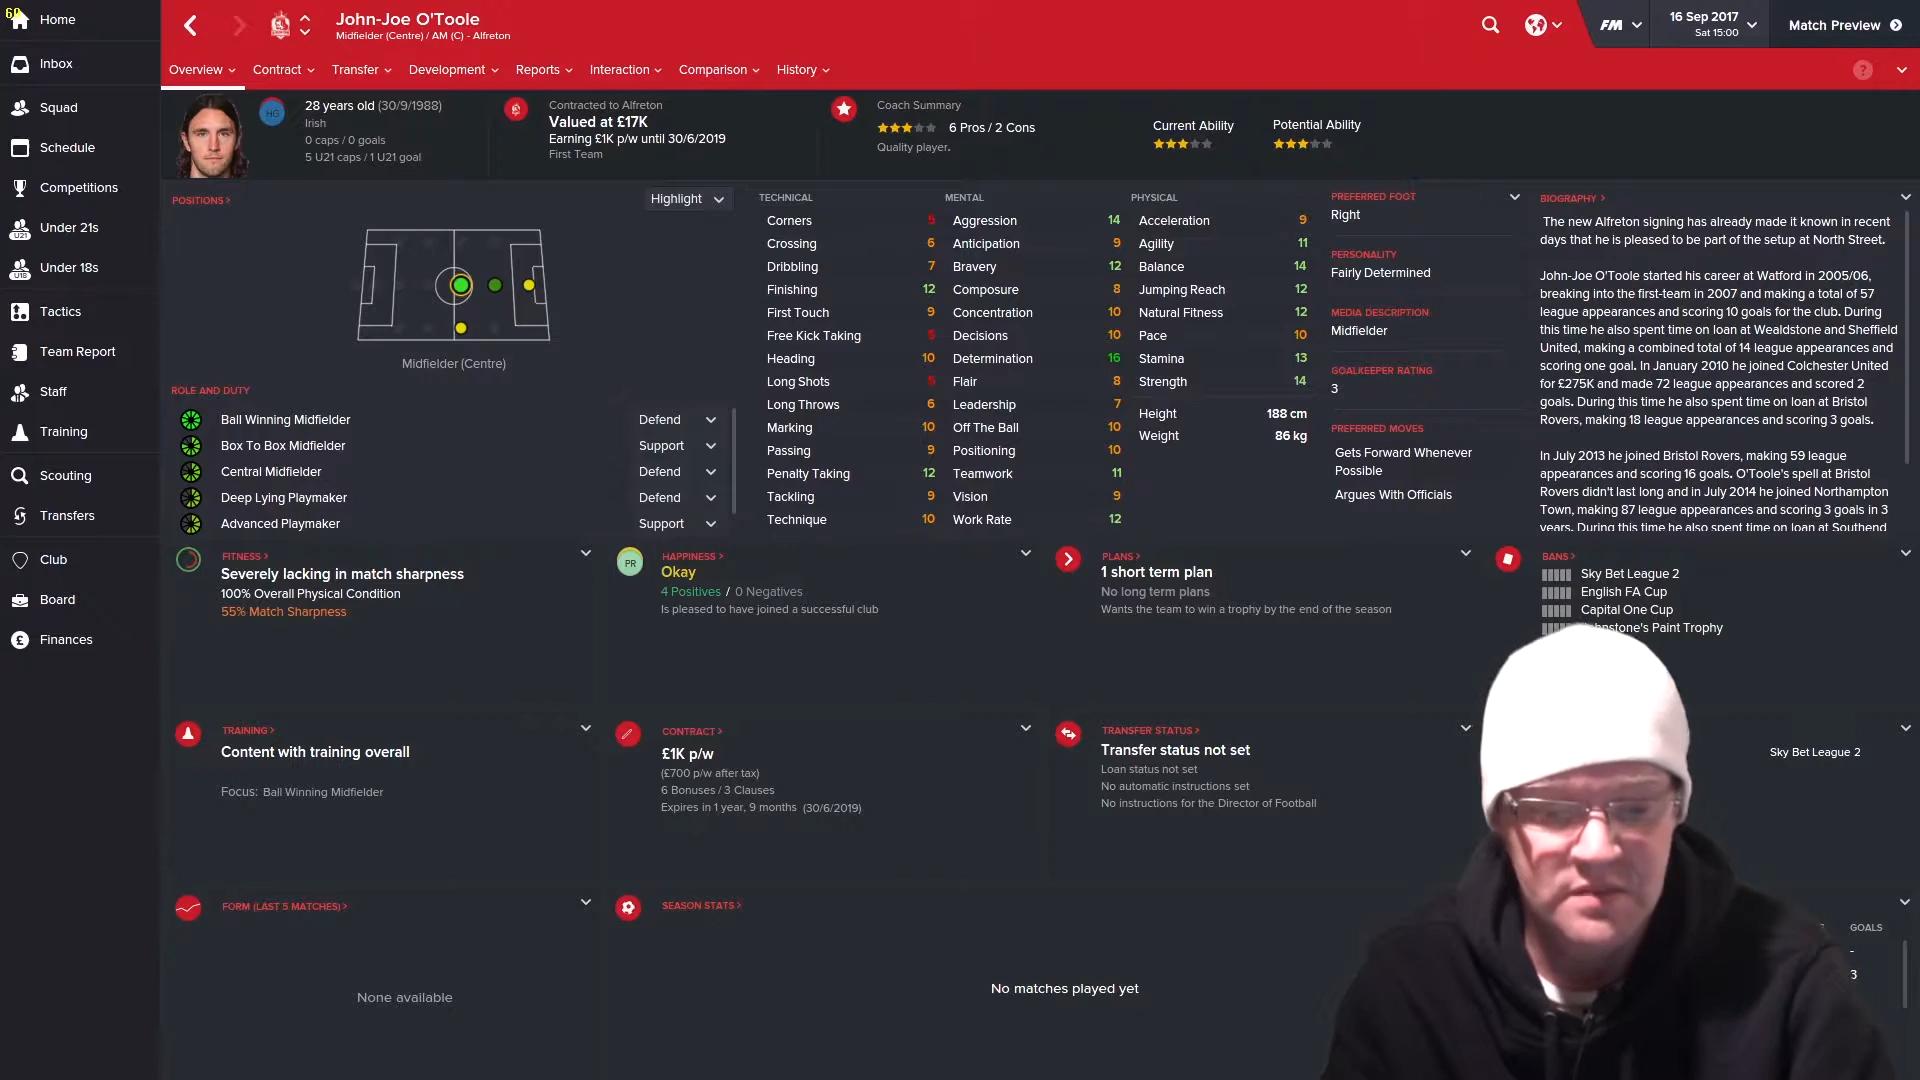 60
Home
Inbox
Squad
Schedule
Competitions
U21
Under 21s
U18
Under 18s
Tactics
Team Report
Staff
Training
Scouting
Transfers
Club
Board
£
Finances
John-Joe O'Toole
Midfielder (Centre) / AM (C) - Alfreton
FM
16 Sep 2017
Sat 15:00
Match Preview
Overview
Contract
Transfer
Development
Reports
Interaction
Comparison
History
?
HG
28 years old (30/9/1988)
Irish
0 caps / 0 goals
5 U21 caps / 1 U21 goal
Contracted to Alfreton
Valued at £17K
Earning £1K p/w until 30/6/2019
First Team
Coach Summary
6 Pros / 2 Cons
Quality player.
Current Ability
Potential Ability
POSITIONS >
Highlight
Midfielder (Centre)
ROLE AND DUTY
Ball Winning Midfielder Defend
Box To Box Midfielder Support
Central Midfielder Defend
Deep Lying Playmaker Defend
Advanced Playmaker Support
TECHNICAL
Corners 5
Crossing 6
Dribbling 7
Finishing 12
First Touch 9
Free Kick Taking 5
Heading 10
Long Shots 5
Long Throws 6
Marking 10
Passing 9
Penalty Taking 12
Tackling 9
Technique 10
MENTAL
Aggression 14
Anticipation 9
Bravery 12
Composure 8
Concentration 10
Decisions 10
Determination 16
Flair 8
Leadership 7
Off The Ball 10
Positioning 10
Teamwork 11
Vision 9
Work Rate 12
PHYSICAL
Acceleration 9
Agility 11
Balance 14
Jumping Reach 12
Natural Fitness 12
Pace 10
Stamina 13
Strength 14
Height 188 cm
Weight 86 kg
PREFERRED FOOT
Right
PERSONALITY
Fairly Determined
MEDIA DESCRIPTION
Midfielder
GOALKEEPER RATING
3
PREFERRED MOVES
Gets Forward Whenever
Possible
Argues With Officials
BIOGRAPHY >
The new Alfreton signing has already made it known in recent
days that he is pleased to be part of the setup at North Street.
John-Joe O'Toole started his career at Watford in 2005/06,
breaking into the first-team in 2007 and making a total of 57
league appearances and scoring 10 goals for the club. During
this time he also spent time on loan at Wealdstone and Sheffield
United, making a combined total of 14 league appearances and
scoring one goal. In January 2010 he joined Colchester United
for £275K and made 72 league appearances and scored 2
goals. During this time he also spent time on loan at Bristol
Rovers, making 18 league appearances and scoring 3 goals.
In July 2013 he joined Bristol Rovers, making 59 league
appearances and scoring 16 goals. O'Toole's spell at Bristol
Rovers didn't last long and in July 2014 he joined Northampton
Town, making 87 league appearances and scoring 3 goals in 3
years. During this time he also spent time on loan at Southend
FITNESS >
Severely lacking in match sharpness
100% Overall Physical Condition
55% Match Sharpness
PR
HAPPINESS >
Okay
4 Positives / 0 Negatives
Is pleased to have joined a successful club
PLANS >
1 short term plan
No long term plans
Wants the team to win a trophy by the end of the season
BANS >
Sky Bet League 2
English FA Cup
Capital One Cup
Paint Trophy
TRAINING >
Content with training overall
Focus: Ball Winning Midfielder
CONTRACT >
£1K p/w
(£700 p/w after tax)
6 Bonuses / 3 Clauses
Expires in 1 year, 9 months (30/6/2019)
TRANSFER STATUS >
Transfer status not set
Loan status not set
No automatic instructions set
No instructions for the Director of Football
Sky Bet League 2
FORM (LAST 5 MATCHES) >
None available
SEASON STATS >
No matches played yet
GOALS
-
3